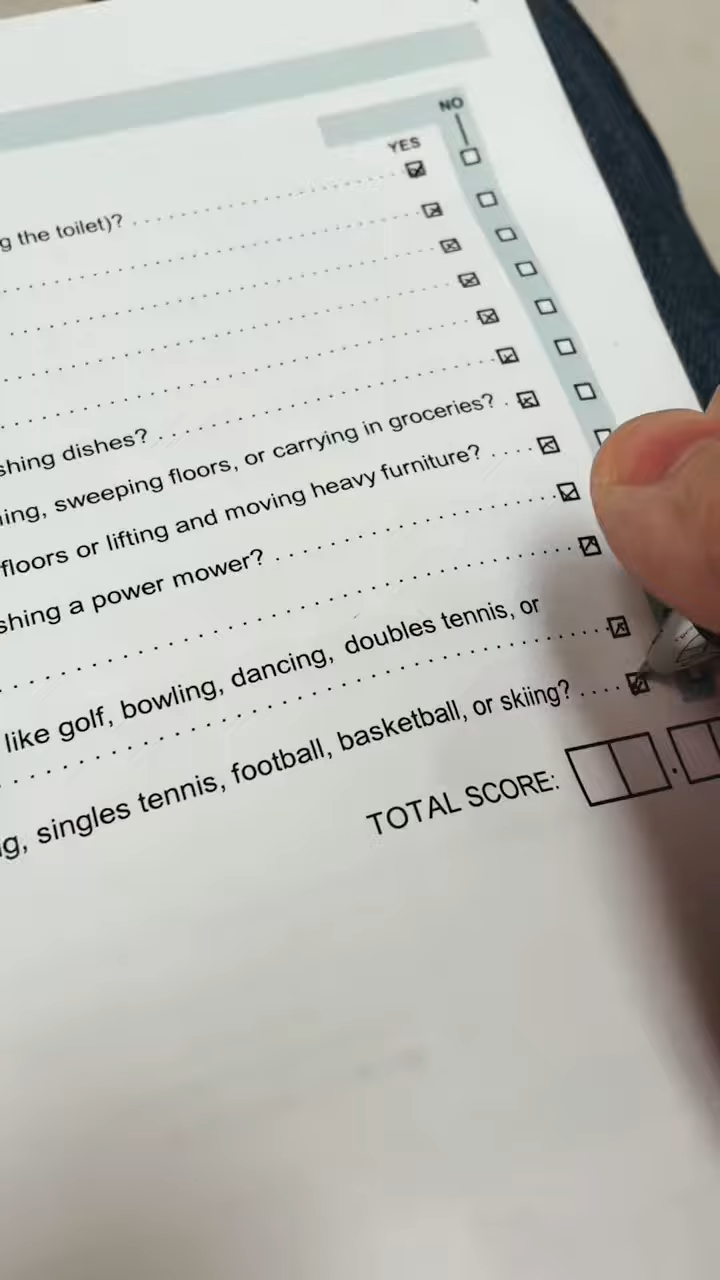 NO
YES
g the toilet)?
shing dishes?
ing, sweeping floors, or carrying in groceries?
floors or lifting and moving heavy furniture?
shing a power mower?
like golf, bowling, dancing, doubles tennis, or
g, singles tennis, football, basketball, or skiing?
TOTAL SCORE: